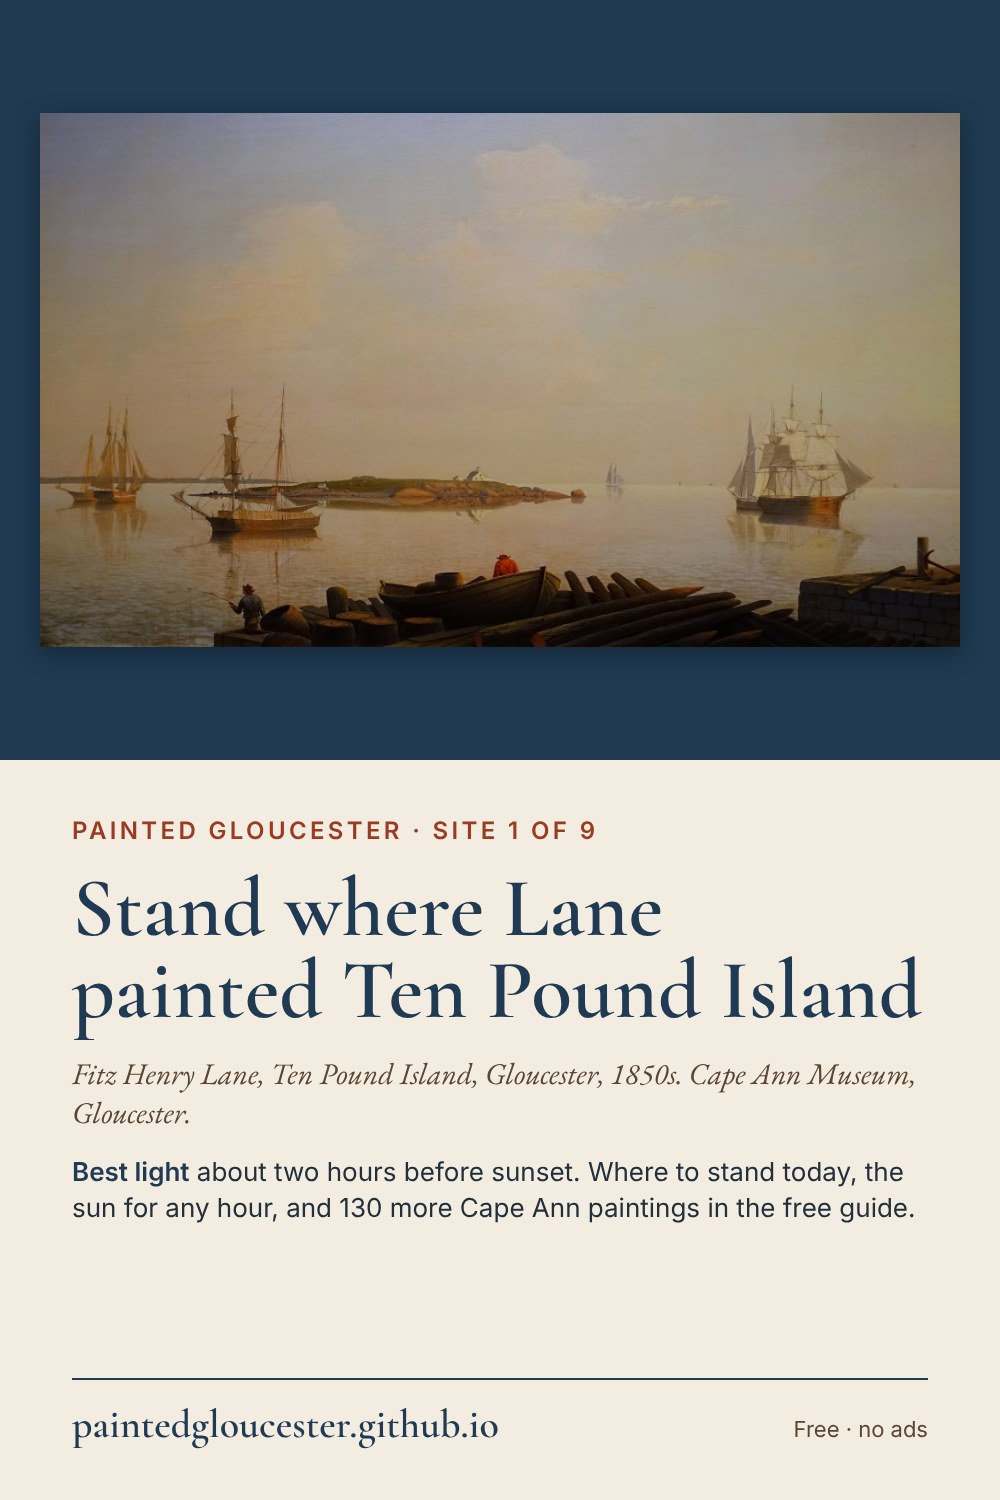 PAINTED GLOUCESTER · SITE 1 OF 9
Stand where Lane
painted Ten Pound Island
Fitz Henry Lane, Ten Pound Island, Gloucester, 1850s. Cape Ann Museum,
Gloucester.
Best light about two hours before sunset. Where to stand today, the
sun for any hour, and 130 more Cape Ann paintings in the free guide.
paintedgloucester.github.io
Free · no ads